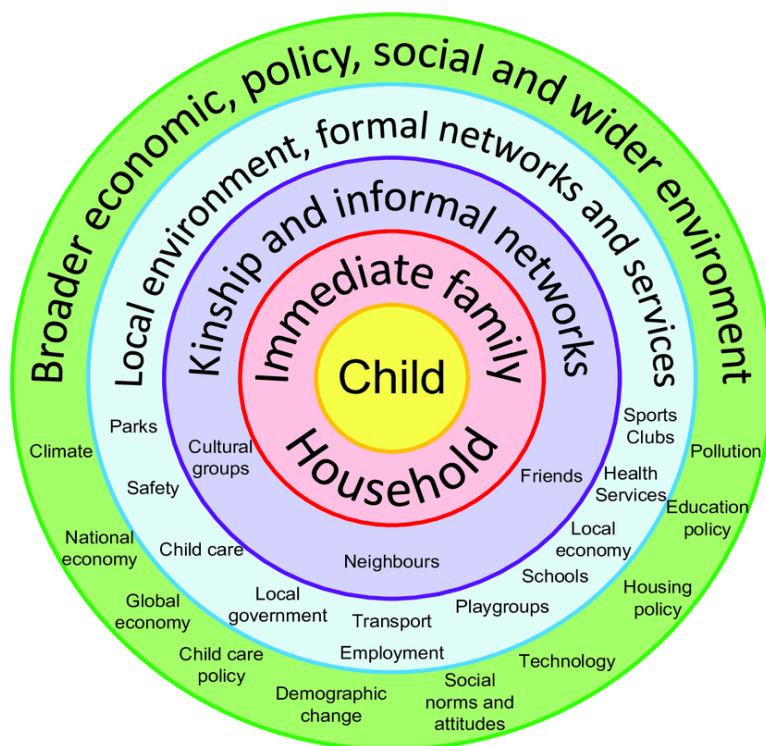 Broader economic, policy, social and wider enviroment
Local environment, formal networks and services
Kinship and informal networks
Immediate family
Child
Household
Parks
Climate
Cultural
groups
Safety
Sports
Clubs
Pollution
Friends
Health
Services
Education
policy
National
economy
Child care
Neighbours
Local
economy
Schools
Global
economy
Local
government
Transport
Playgroups
Housing
policy
Child care
policy
Employment
Technology
Demographic
change
Social
norms and
attitudes